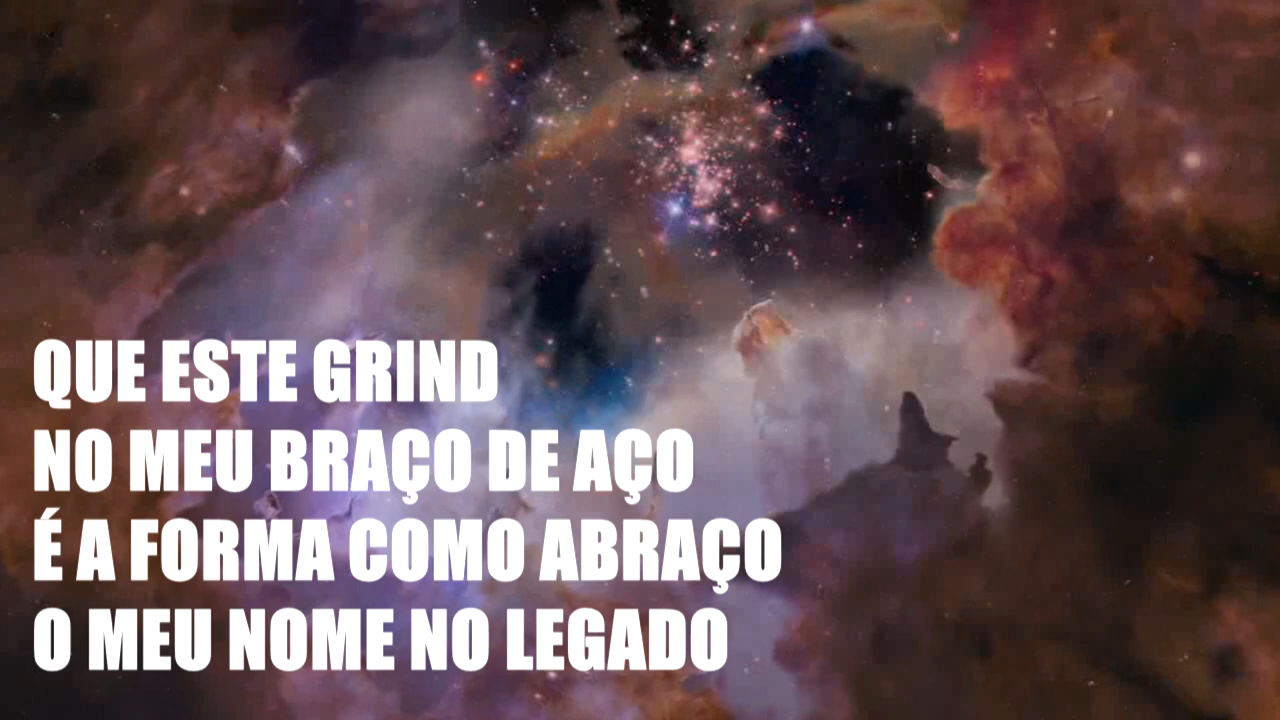 QUE ESTE GRIND
NO MEU BRAÇO DE AÇO
É A FORMA COMO ABRAÇO
O MEU NOME NO LEGADO